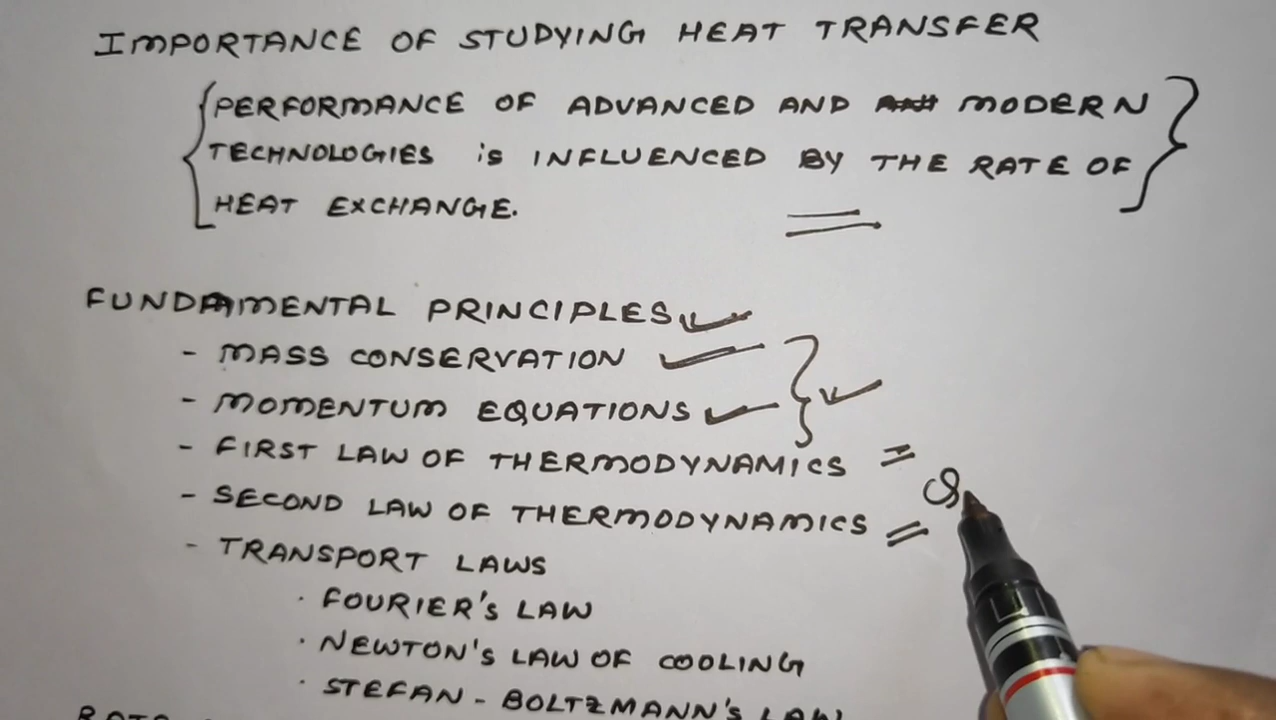 IMPORTANCE OF STUDYING HEAT TRANSFER
PERFORMANCE OF ADVANCED AND MODERN
TECHNOLOGIES is INFLUENCED BY THE RATE OF
HEAT EXCHANGE.
FUNDAMENTAL PRINCIPLES
- MASS CONSERVATION
- MOMENTUM EQUATIONS
- FIRST LAW OF THERMODYNAMICS
- SECOND LAW OF THERMODYNAMICS
- TRANSPORT LAWS
· FOURIER'S LAW
· NEWTON'S LAW OF COOLING
· STEFAN - BOLTZMANN'S LAW